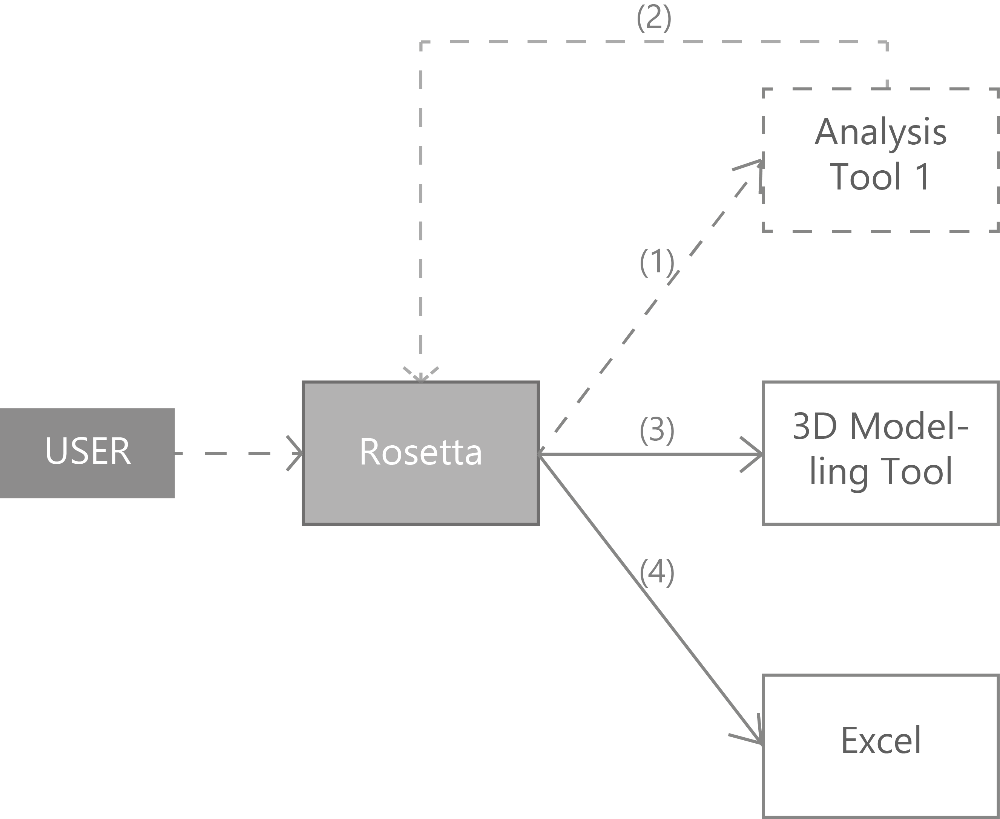 (2)
Analysis
Tool 1
(1)
USER
Rosetta
(3)
3D Model-
ling Tool
(4)
Excel